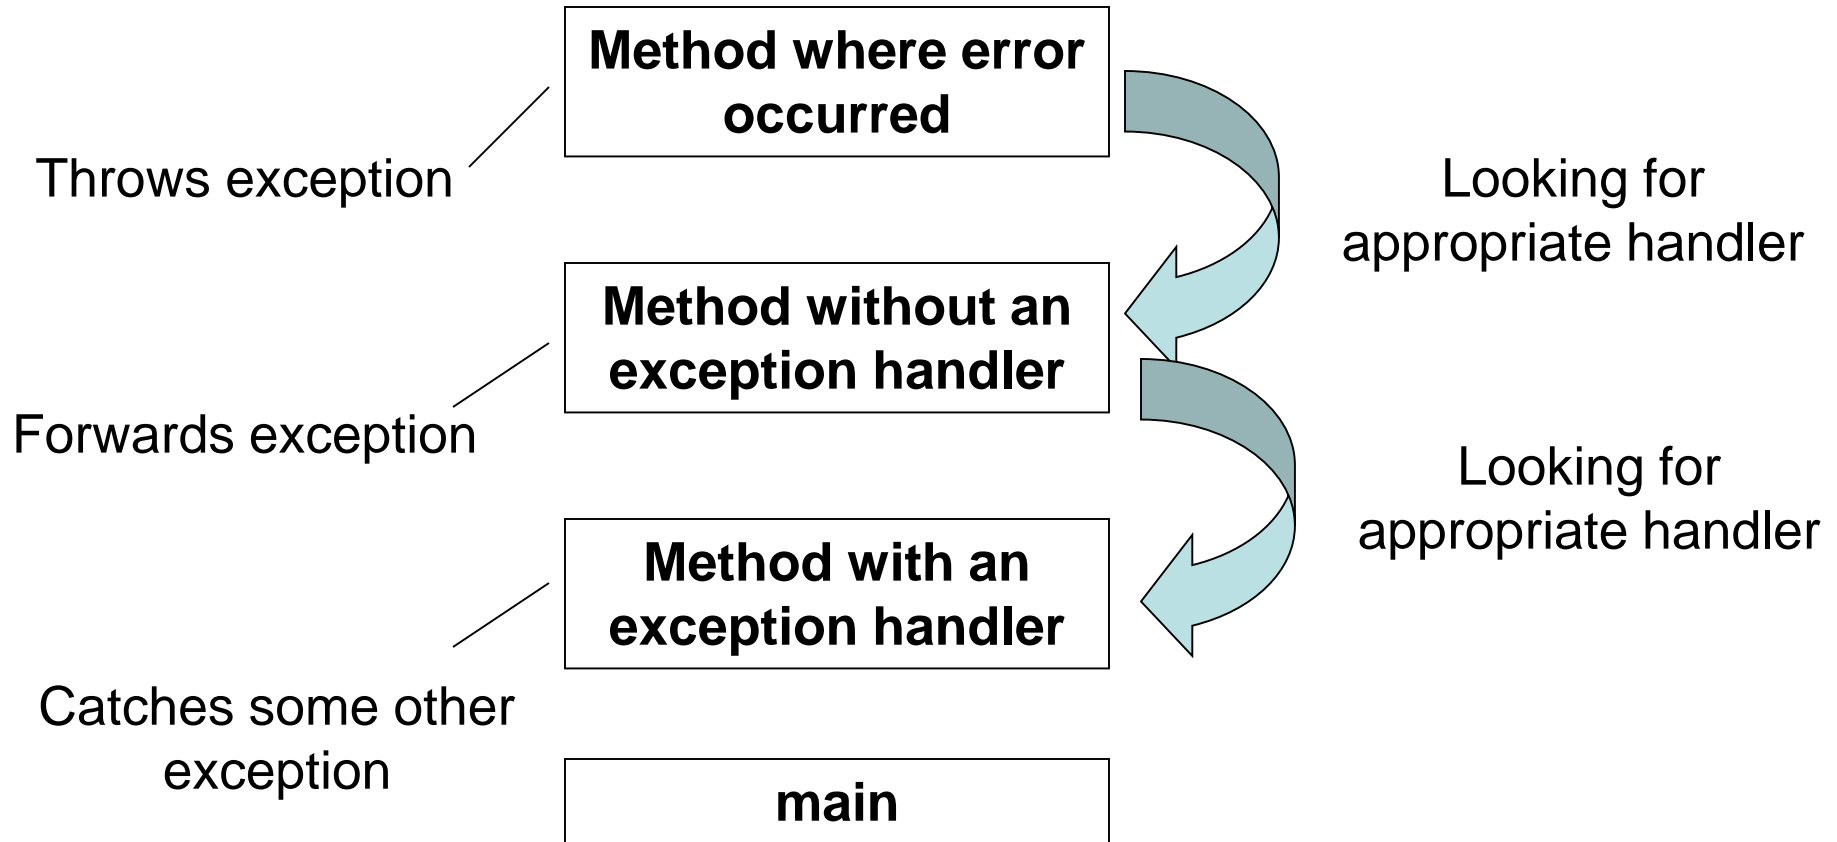 Method where error
occurred
Throws exception
Looking for
appropriate handler
Method without an
exception handler
Forwards exception
Looking for
appropriate handler
Method with an
exception handler
Catches some other
exception
main